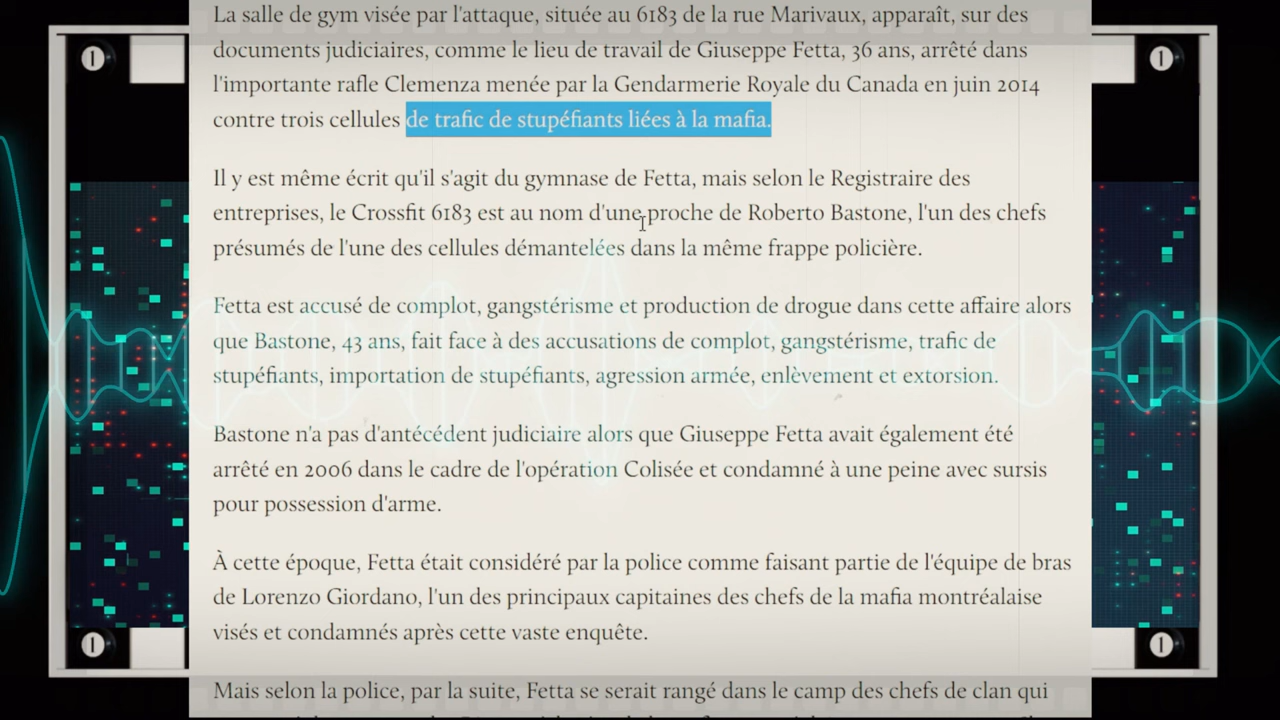 La salle de gym visée par l'attaque, située au 6183 de la rue Marivaux, apparaît, sur des
documents judiciaires, comme le lieu de travail de Giuseppe Fetta, 36 ans, arrêté dans
l'importante rafle Clemenza menée par la Gendarmerie Royale du Canada en juin 2014
contre trois cellules de trafic de stupéfiants liées à la mafia.
Il y est même écrit qu'il s'agit du gymnase de Fetta, mais selon le Registraire des
entreprises, le Crossfit 6183 est au nom d'une proche de Roberto Bastone, l'un des chefs
présumés de l'une des cellules démantelées dans la même frappe policière.
Fetta est accusé de complot, gangstérisme et production de drogue dans cette affaire alors
que Bastone, 43 ans, fait face à des accusations de complot, gangstérisme, trafic de
stupéfiants, importation de stupéfiants, agression armée, enlèvement et extorsion.
Bastone n'a pas d'antécédent judiciaire alors que Giuseppe Fetta avait également été
arrêté en 2006 dans le cadre de l'opération Colisée et condamné à une peine avec sursis
pour possession d'arme.
À cette époque, Fetta était considéré par la police comme faisant partie de l'équipe de bras
de Lorenzo Giordano, l'un des principaux capitaines des chefs de la mafia montréalaise
visés et condamnés après cette vaste enquête.
Mais selon la police, par la suite, Fetta se serait rangé dans le camp des chefs de clan qui
1
1
1
1